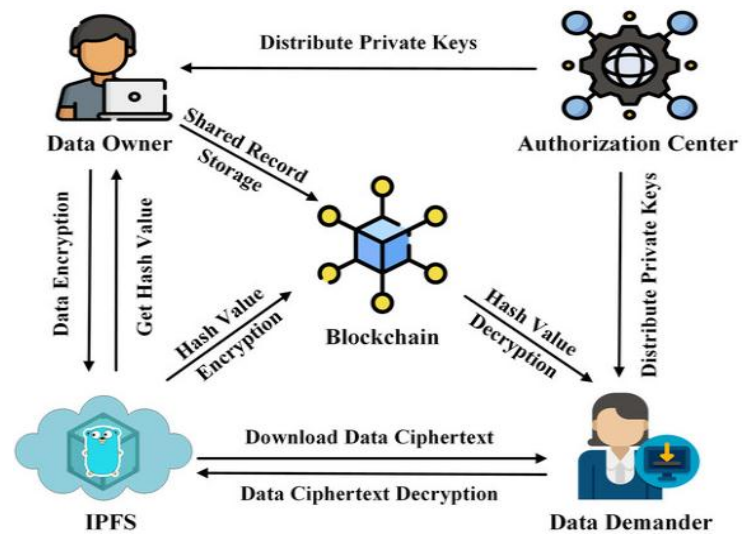 Distribute Private Keys
Data Owner
Authorization Center
Shared Record
Storage
Data Encryption
Get Hash Value
Distribute Private Keys
Hash Value
Encryption
Blockchain
Hash Value
Decryption
Download Data Ciphertext
Data Ciphertext Decryption
IPFS
Data Demander